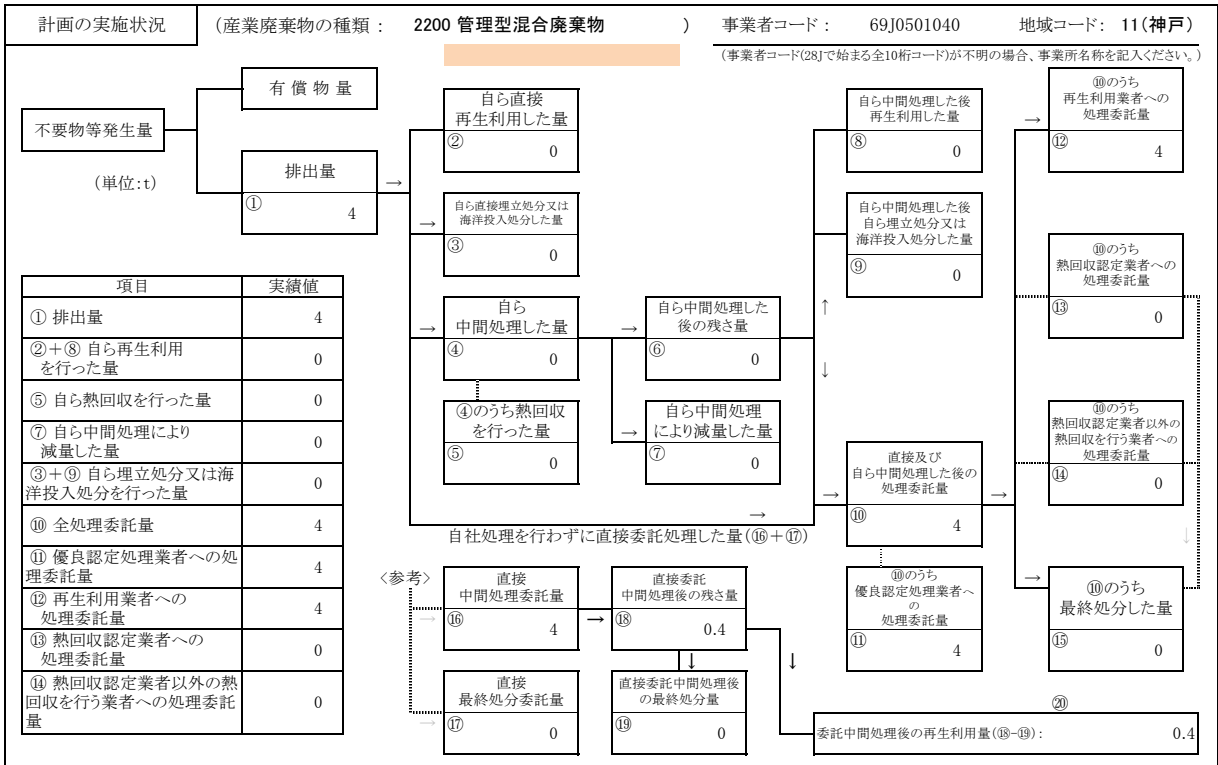 計画の実施状況
(産業廃棄物の種類： 2200 管理型混合廃棄物 )
事業者コード： 69J0501040
地域コード： 11(神戸)
(事業者コード(28Jで始まる全10桁コード)が不明の場合、事業所名称を記入ください。)
不要物等発生量
(単位:t)
有 償 物 量
排出量
→
① 4
自ら直接
再生利用した量
② 0
→
自ら直接埋立処分又は
海洋投入処分した量
③ 0
→
自ら
中間処理した量
④ 0
④のうち熱回収
を行った量
⑤ 0
→
自ら中間処理した
後の残さ量
⑥ 0
→
自ら中間処理
により減量した量
⑦ 0
→
自社処理を行わずに直接委託処理した量(⑯＋⑰)
自ら中間処理した後
再生利用した量
⑧ 0
自ら中間処理した後
自ら埋立処分又は
海洋投入処分した量
⑨ 0
↑
↓
→
直接及び
自ら中間処理した後の
処理委託量
⑩ 4
→
⑩のうち
優良認定処理業者へ
の
処理委託量
⑪ 4
→
⑩のうち
再生利用業者への
処理委託量
⑫ 4
⑩のうち
熱回収認定業者への
処理委託量
⑬ 0
⑩のうち
熱回収認定業者以外の
熱回収を行う業者への
処理委託量
⑭ 0
↓
→
⑩のうち
最終処分した量
⑮ 0
項目 実績値
① 排出量 4
②＋⑧ 自ら再生利用
を行った量 0
⑤ 自ら熱回収を行った量 0
⑦ 自ら中間処理により
減量した量 0
③＋⑨ 自ら埋立処分又は海
洋投入処分を行った量 0
⑩ 全処理委託量 4
⑪ 優良認定処理業者への処
理委託量 4
⑫ 再生利用業者への
処理委託量 4
⑬ 熱回収認定業者への
処理委託量 0
⑭ 熱回収認定業者以外の熱
回収を行う業者への処理委託
量 0
〈参考〉
→
直接
中間処理委託量
⑯ 4
→
直接委託
中間処理後の残さ量
⑱ 0.4
↓
↓
→
直接
最終処分委託量
⑰ 0
直接委託中間処理後
の最終処分量
⑲ 0
⑳
委託中間処理後の再生利用量(⑱-⑲)： 0.4